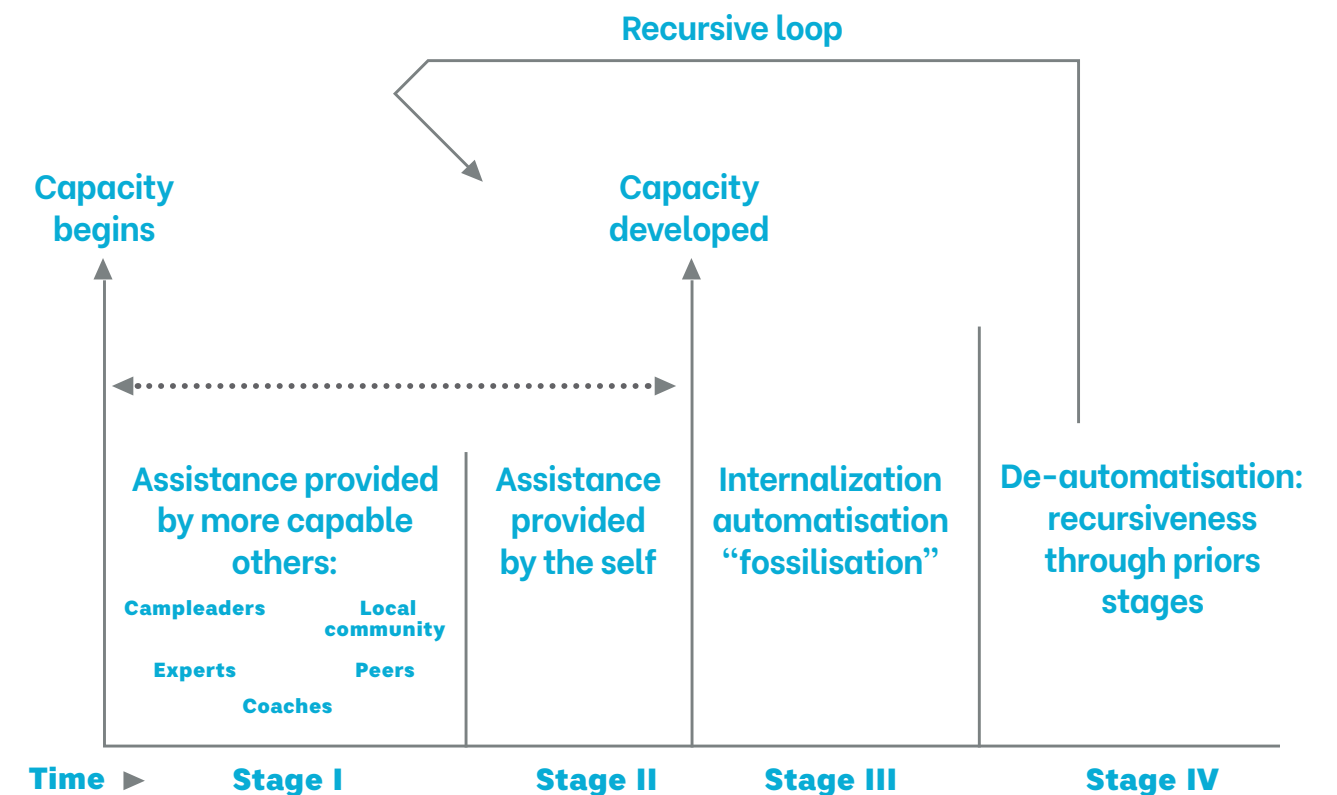 Recursive loop
Capacity
begins
Capacity
developed
Assistance provided
by more capable
others:
Campleaders
Local
community
Experts
Peers
Coaches
Assistance
provided
by the self
Internalization
automatisation
“fossilisation”
De-automatisation:
recursiveness
through priors
stages
Time
Stage I
Stage II
Stage III
Stage IV